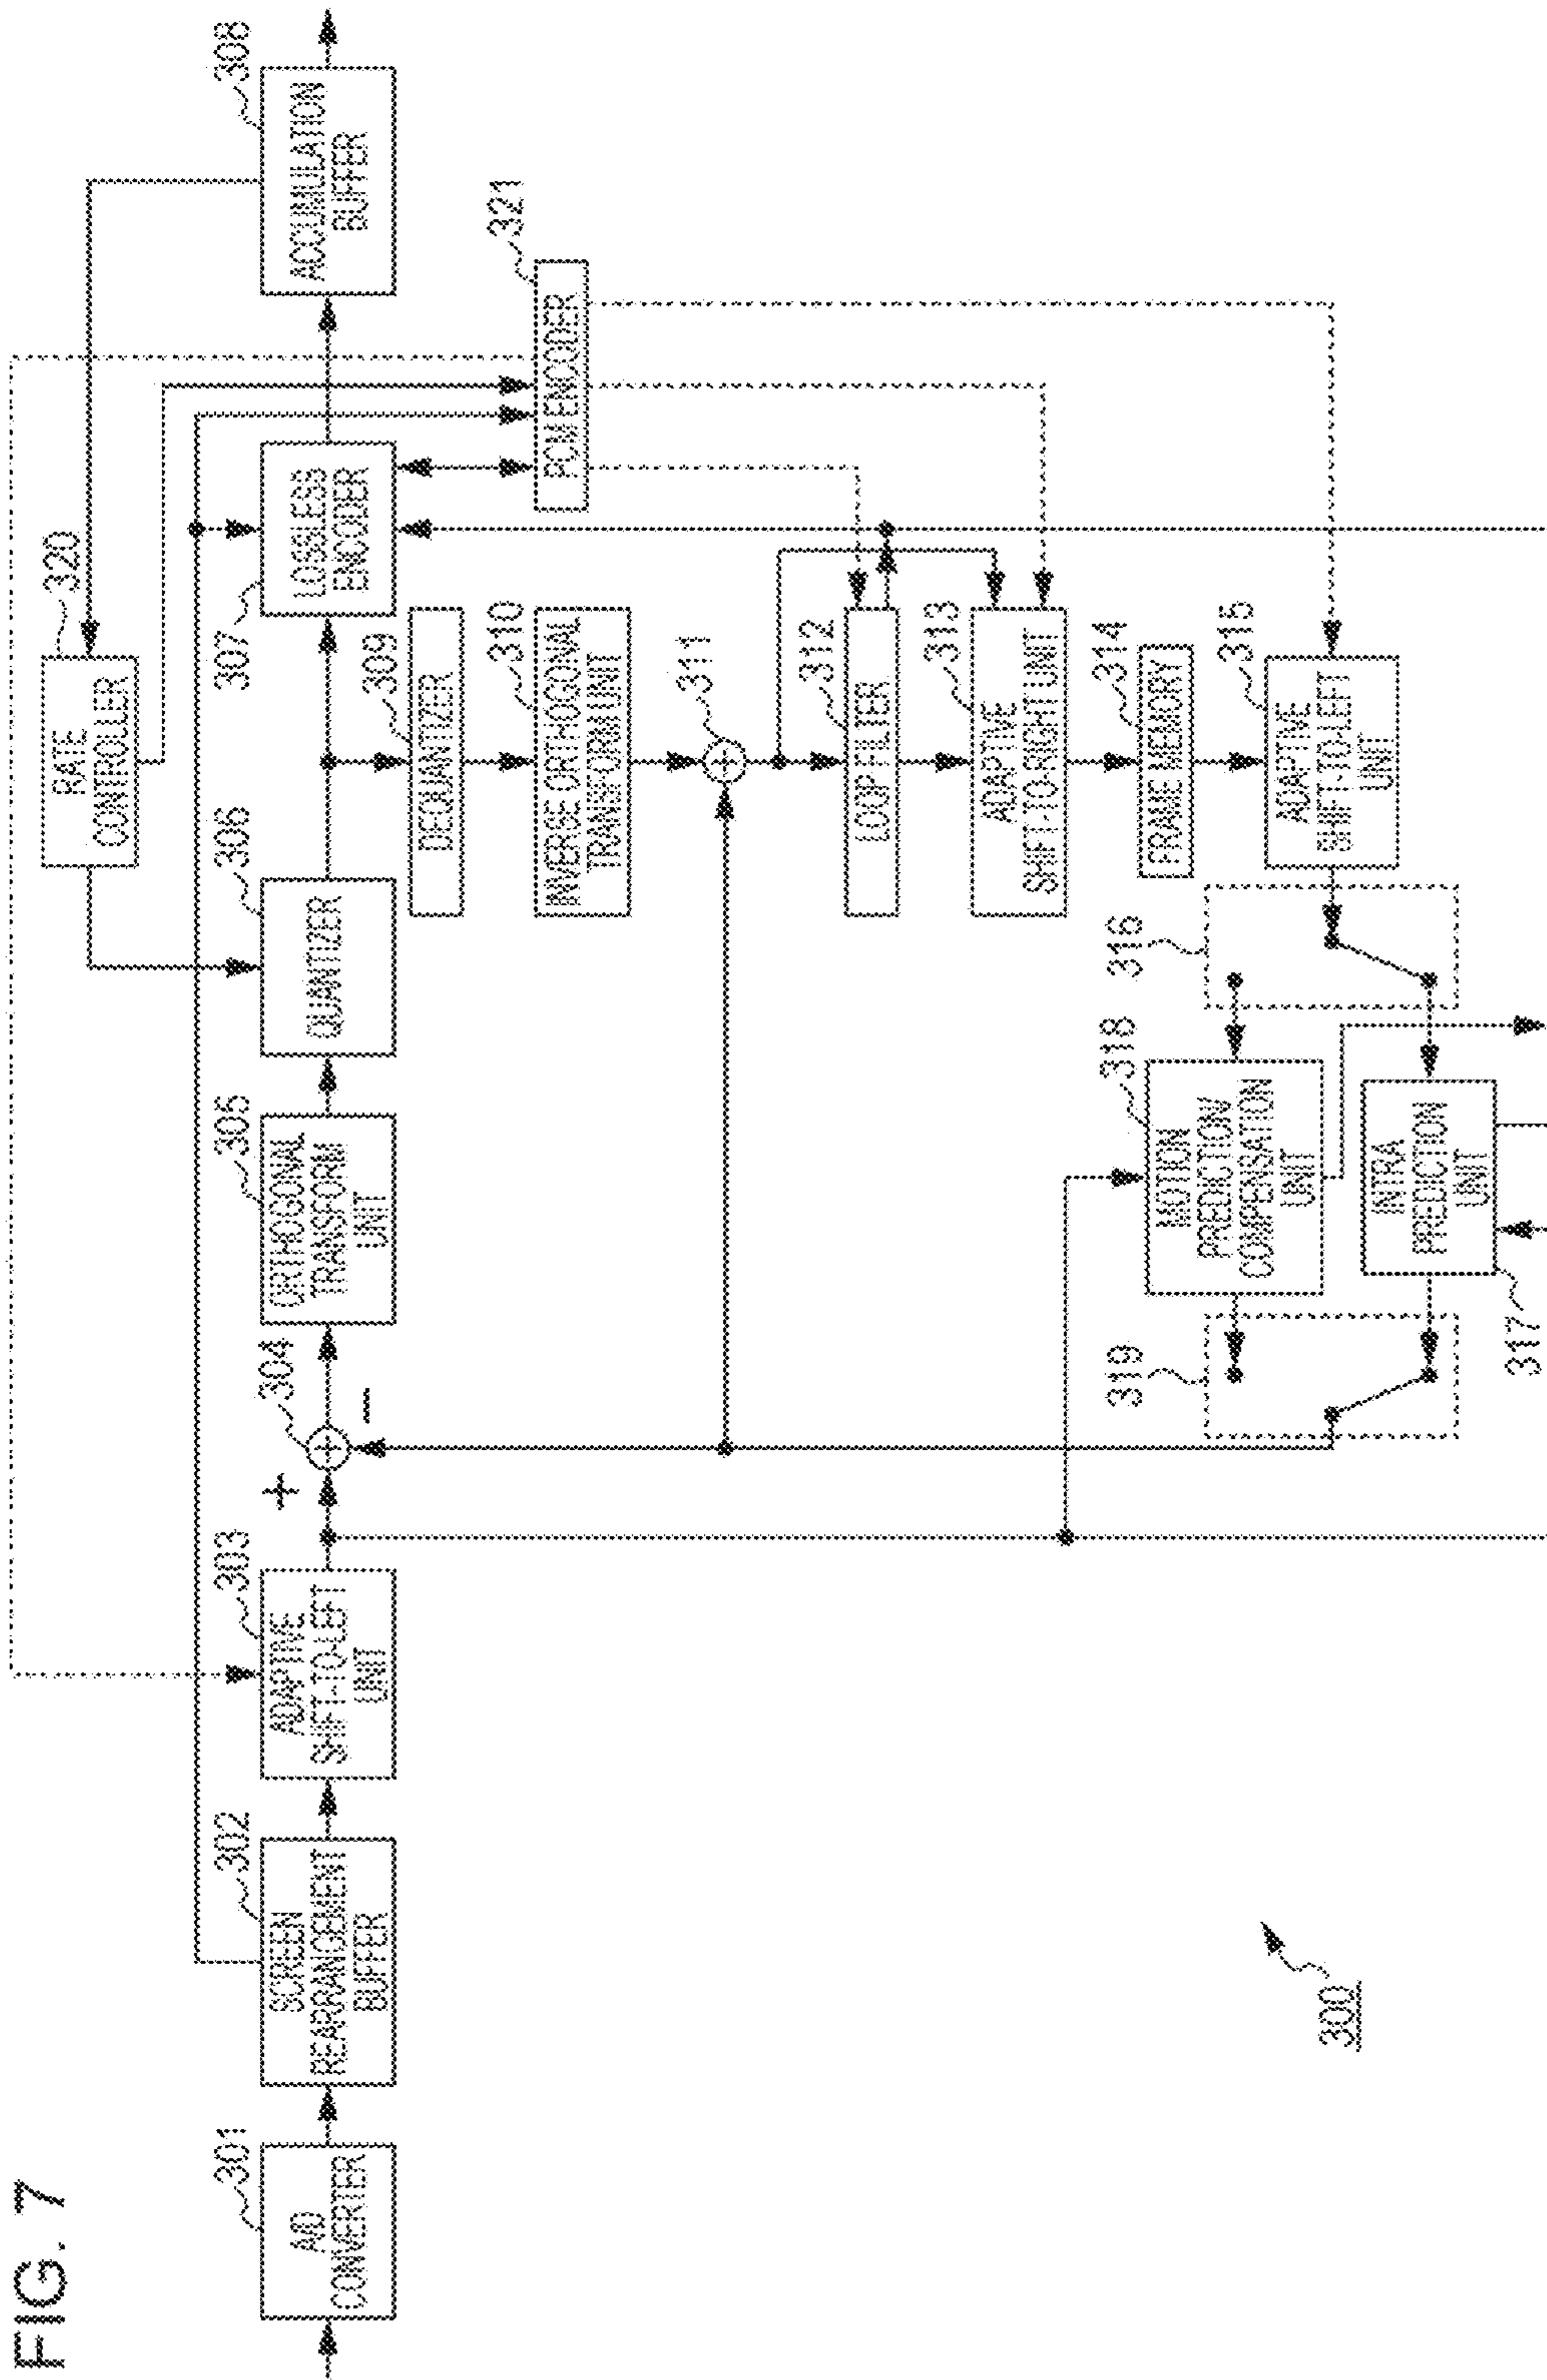 FIG. 7
301
A/D
CONVERTER
302
SCREEN
REARRANGEMENT
BUFFER
303
ADAPTIVE
SHIFT-TO-LEFT
UNIT
+
304
−
305
ORTHOGONAL
TRANSFORM
UNIT
306
QUANTIZER
320
RATE
CONTROLLER
307
LOSSLESS
ENCODER
308
ACCUMULATION
BUFFER
321
PCM ENCODER
309
DEQUANTIZER
310
INVERSE ORTHOGONAL
TRANSFORM UNIT
311
312
LOOP FILTER
313
ADAPTIVE
SHIFT-TO-RIGHT UNIT
314
FRAME MEMORY
315
ADAPTIVE
SHIFT-TO-LEFT
UNIT
316
318
MOTION
PREDICTION/
COMPENSATION
UNIT
INTRA
PREDICTION
UNIT
317
319
300